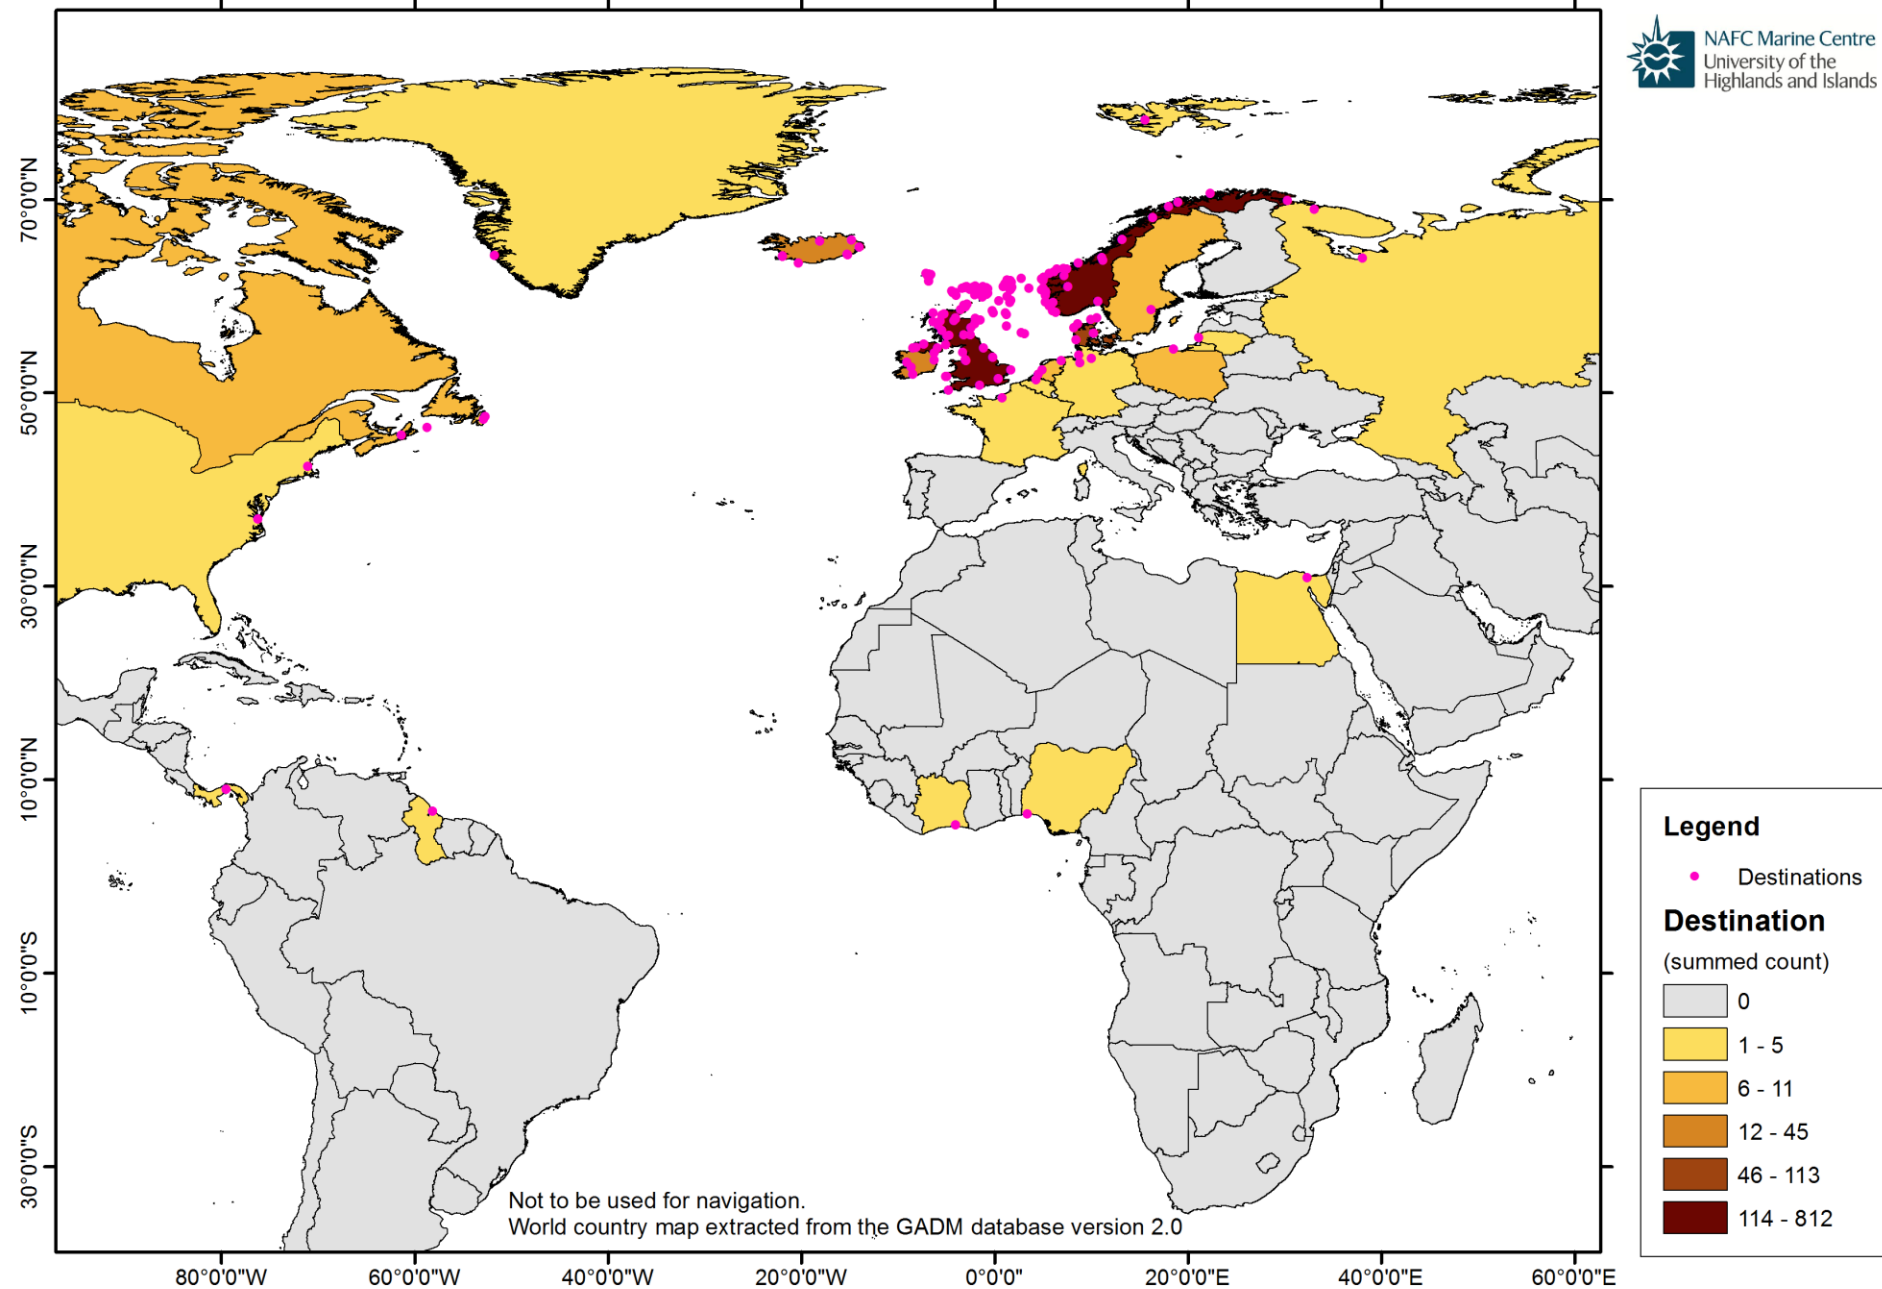 NAFC Marine Centre
University of the
Highlands and Islands
70°0'0"N
50°0'0"N
30°0'0"N
10°0'0"N
10°0'0"S
30°0'0"S
Legend
Destinations
Destination
(summed count)
0
1 - 5
6 - 11
12 - 45
46 - 113
114 - 812
Not to be used for navigation.
World country map extracted from the GADM database version 2.0
80°0'0"W 60°0'0"W 40°0'0"W 20°0'0"W 0°0'0" 20°0'0"E 40°0'0"E 60°0'0"E